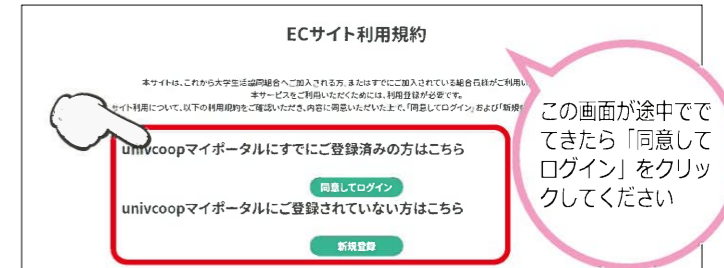 ECサイト利用規約
本サイトは、これから大学生活協同組合へご加入される方、またはすでにご加入されている組合員様がご利用い
本サービスをご利用いただくためには、利用登録が必要です。
サイト利用について、以下の利用規約をご確認いただき、内容に同意いただいた上で、「同意してログイン」および「新規
univcoopマイポータルにすでにご登録済みの方はこちら
同意してログイン
univcoopマイポータルにご登録されていない方はこちら
新規登録
この画面が途中でで
てきたら「同意して
ログイン」をクリッ
クしてください